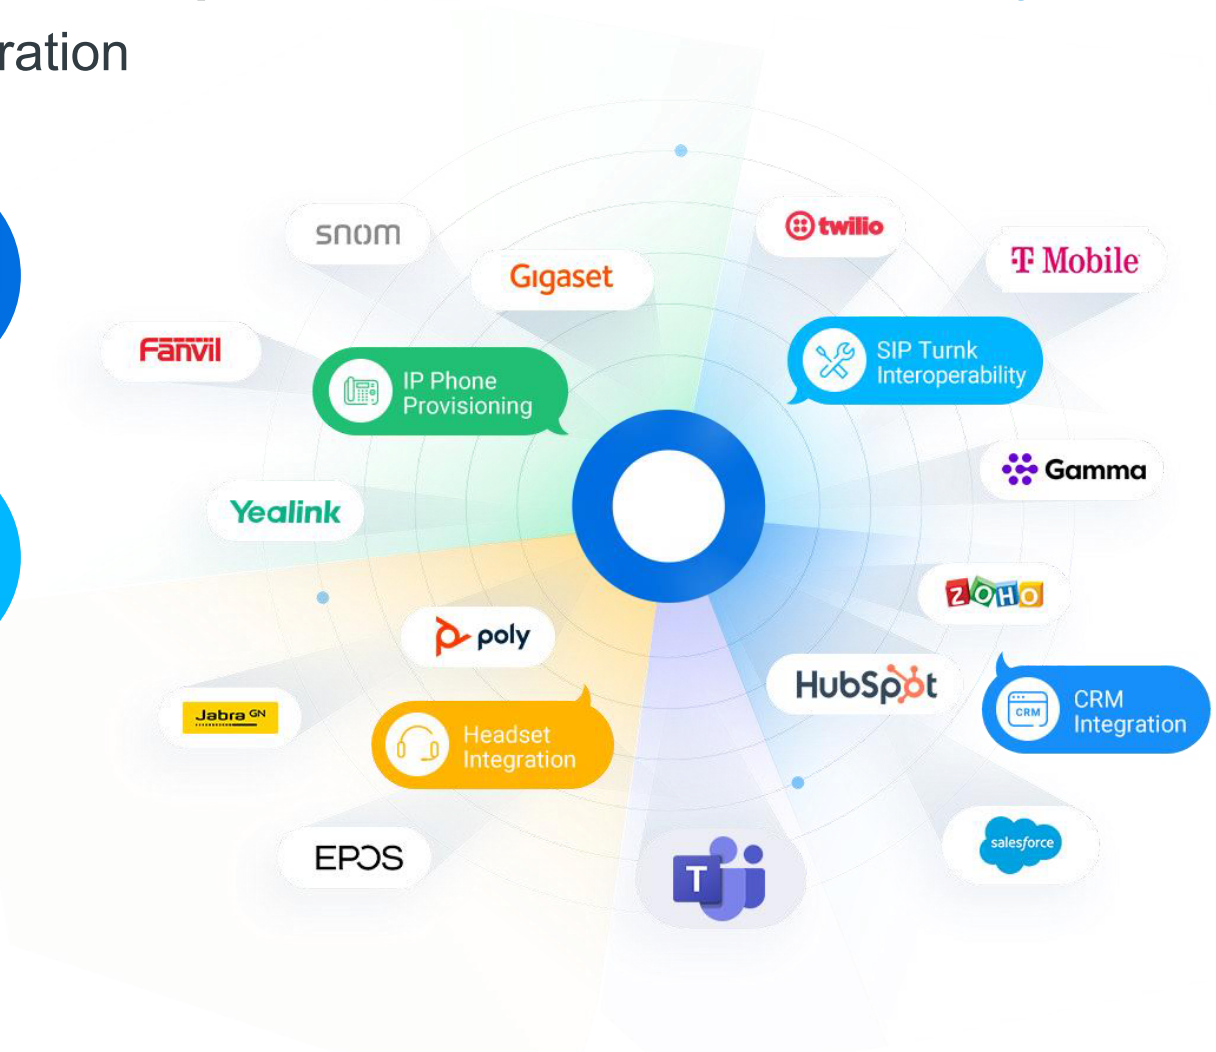 ration
snom
twilio
T Mobile
Gigaset
Fanvil
SIP Turnk
Interoperability
IP Phone
Provisioning
Gamma
Yealink
ZOHO
poly
HubSpot
Jabra GN
CRM
CRM
Integration
Headset
Integration
EPOS
T
salesforce